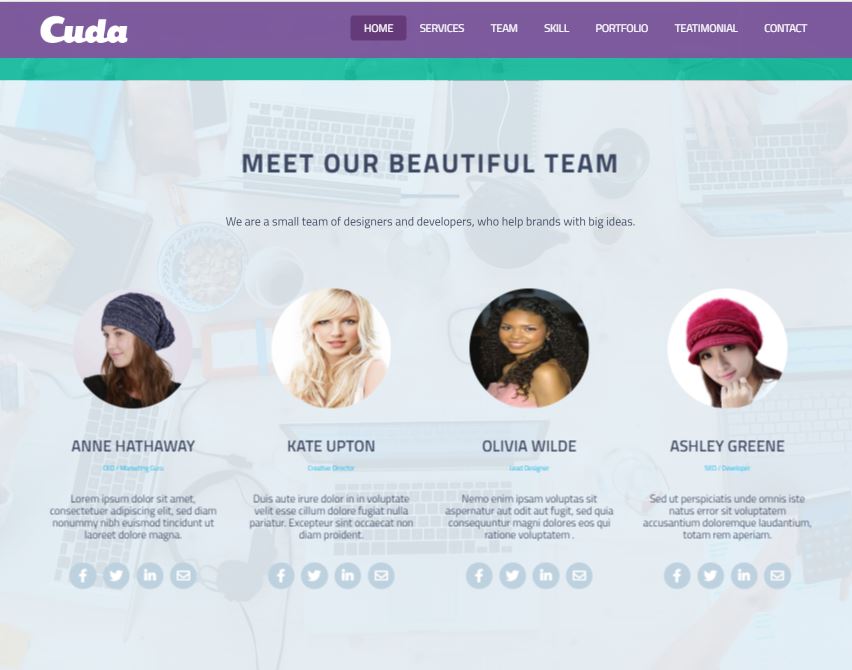 Cuda
HOME SERVICES TEAM SKILL PORTFOLIO TEATIMONIAL CONTACT
MEET OUR BEAUTIFUL TEAM
We are a small team of designers and developers, who help brands with big ideas.
ANNE HATHAWAY
CEO / Marketing Guru
Lorem ipsum dolor sit amet,
consectetuer adipiscing elit, sed diam
nonummy nibh euismod tincidunt ut
laoreet dolore magna.
KATE UPTON
Creative Director
Duis aute irure dolor in in voluptate
velit esse cillum dolore fugiat nulla
pariatur. Excepteur sint occaecat non
diam proident.
OLIVIA WILDE
Lead Designer
Nemo enim ipsam voluptas sit
aspernatur aut odit aut fugit, sed quia
consequuntur magni dolores eos qui
ratione voluptatem .
ASHLEY GREENE
SEO / Developer
Sed ut perspiciatis unde omnis iste
natus error sit voluptatem
accusantium doloremque laudantium,
totam rem aperiam.